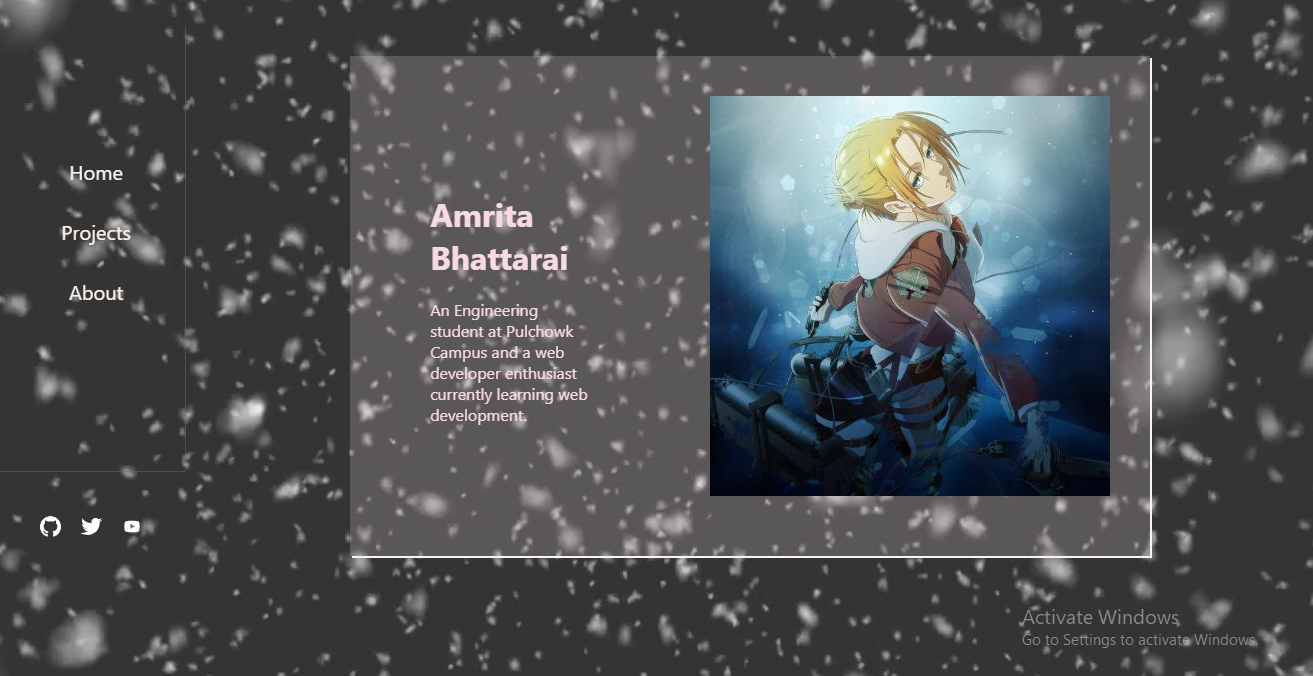 Home
Projects
About
Amrita
Bhattarai
An Engineering
student at Pulchowk
Campus and a web
developer enthusiast
currently learning web
development.
Activate Windows
Go to Settings to activate Windows.